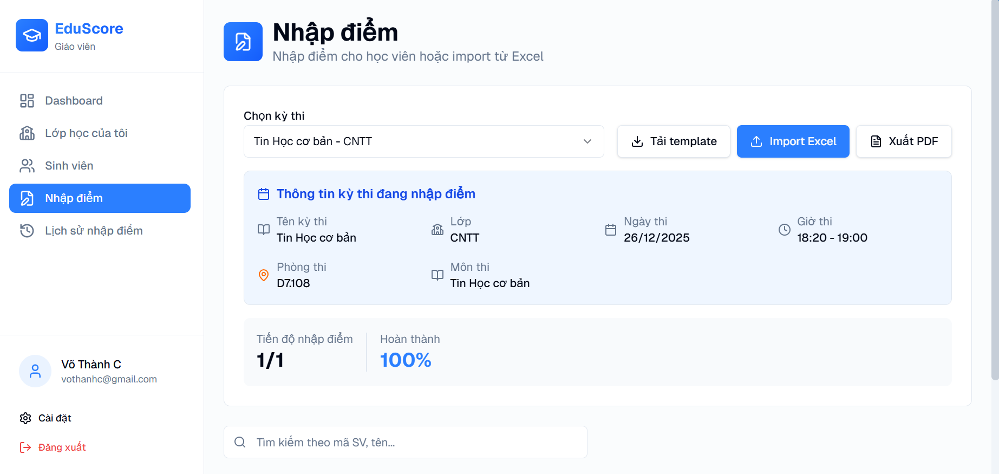 EduScore
Giáo viên
Dashboard
Lớp học của tôi
Sinh viên
Nhập điểm
Lịch sử nhập điểm
Võ Thành C
vothanhc@gmail.com
Cài đặt
Đăng xuất
Nhập điểm
Nhập điểm cho học viên hoặc import từ Excel
Chọn kỳ thi
Tin Học cơ bản - CNTT
Tải template
Import Excel
Xuất PDF
Thông tin kỳ thi đang nhập điểm
Tên kỳ thi
Tin Học cơ bản
Lớp
CNTT
Ngày thi
26/12/2025
Giờ thi
18:20 - 19:00
Phòng thi
D7.108
Môn thi
Tin Học cơ bản
Tiến độ nhập điểm
1/1
Hoàn thành
100%
Tìm kiếm theo mã SV, tên...